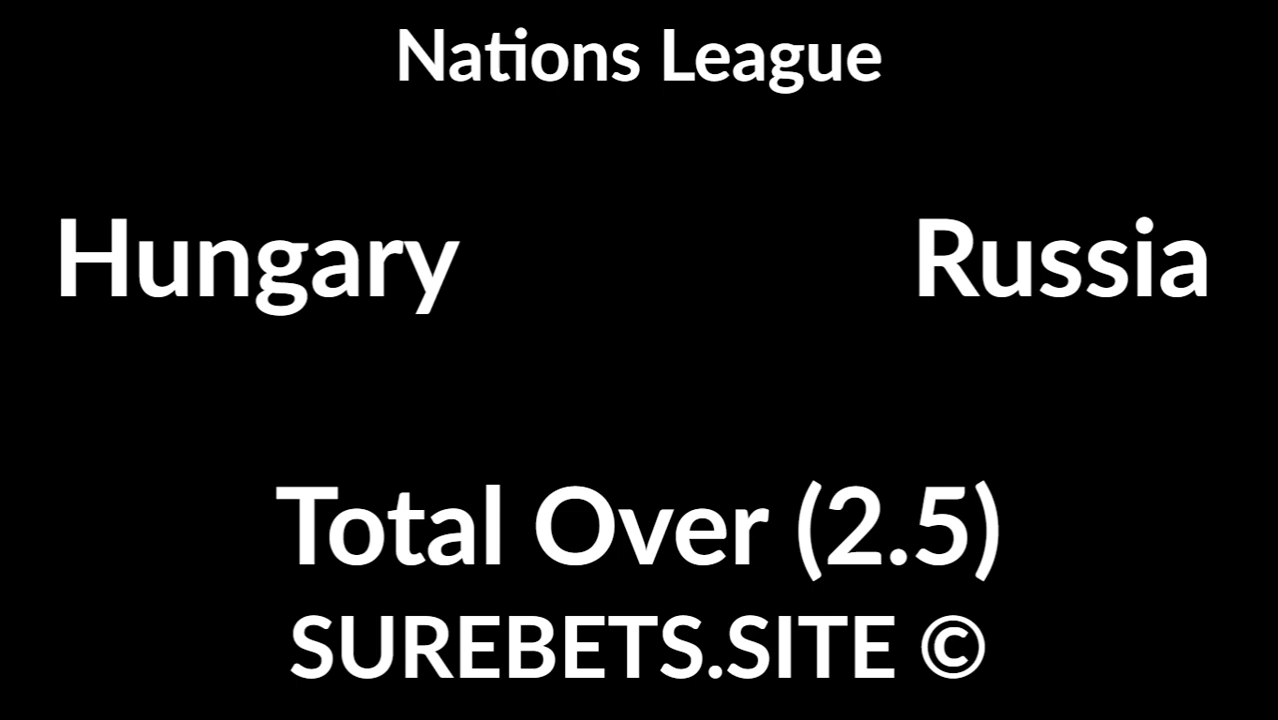 Nations League
Hungary Russia
Total Over (2.5)
SUREBETS.SITE ©